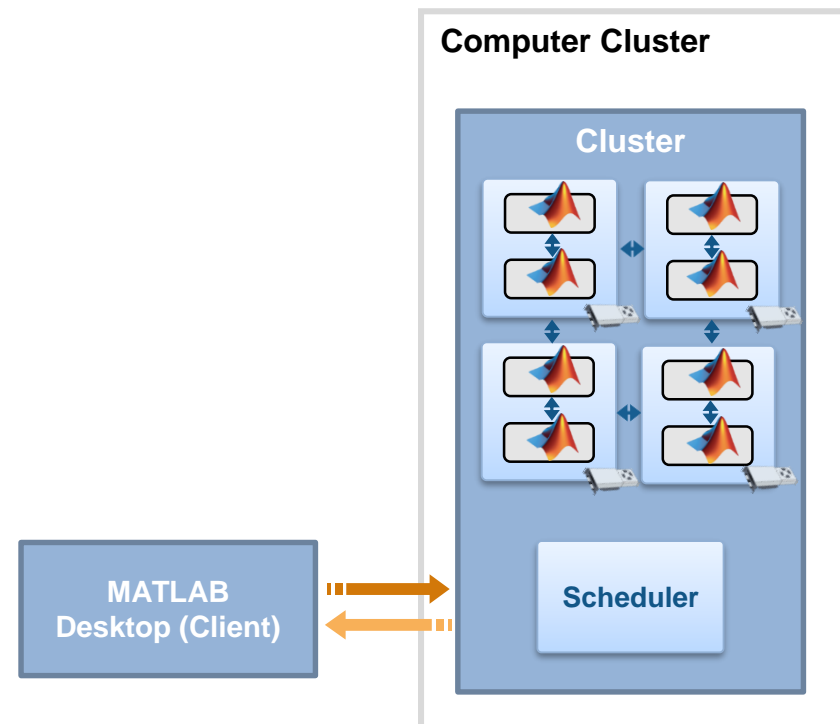 Computer Cluster
Cluster
MATLAB
Desktop (Client)
Scheduler